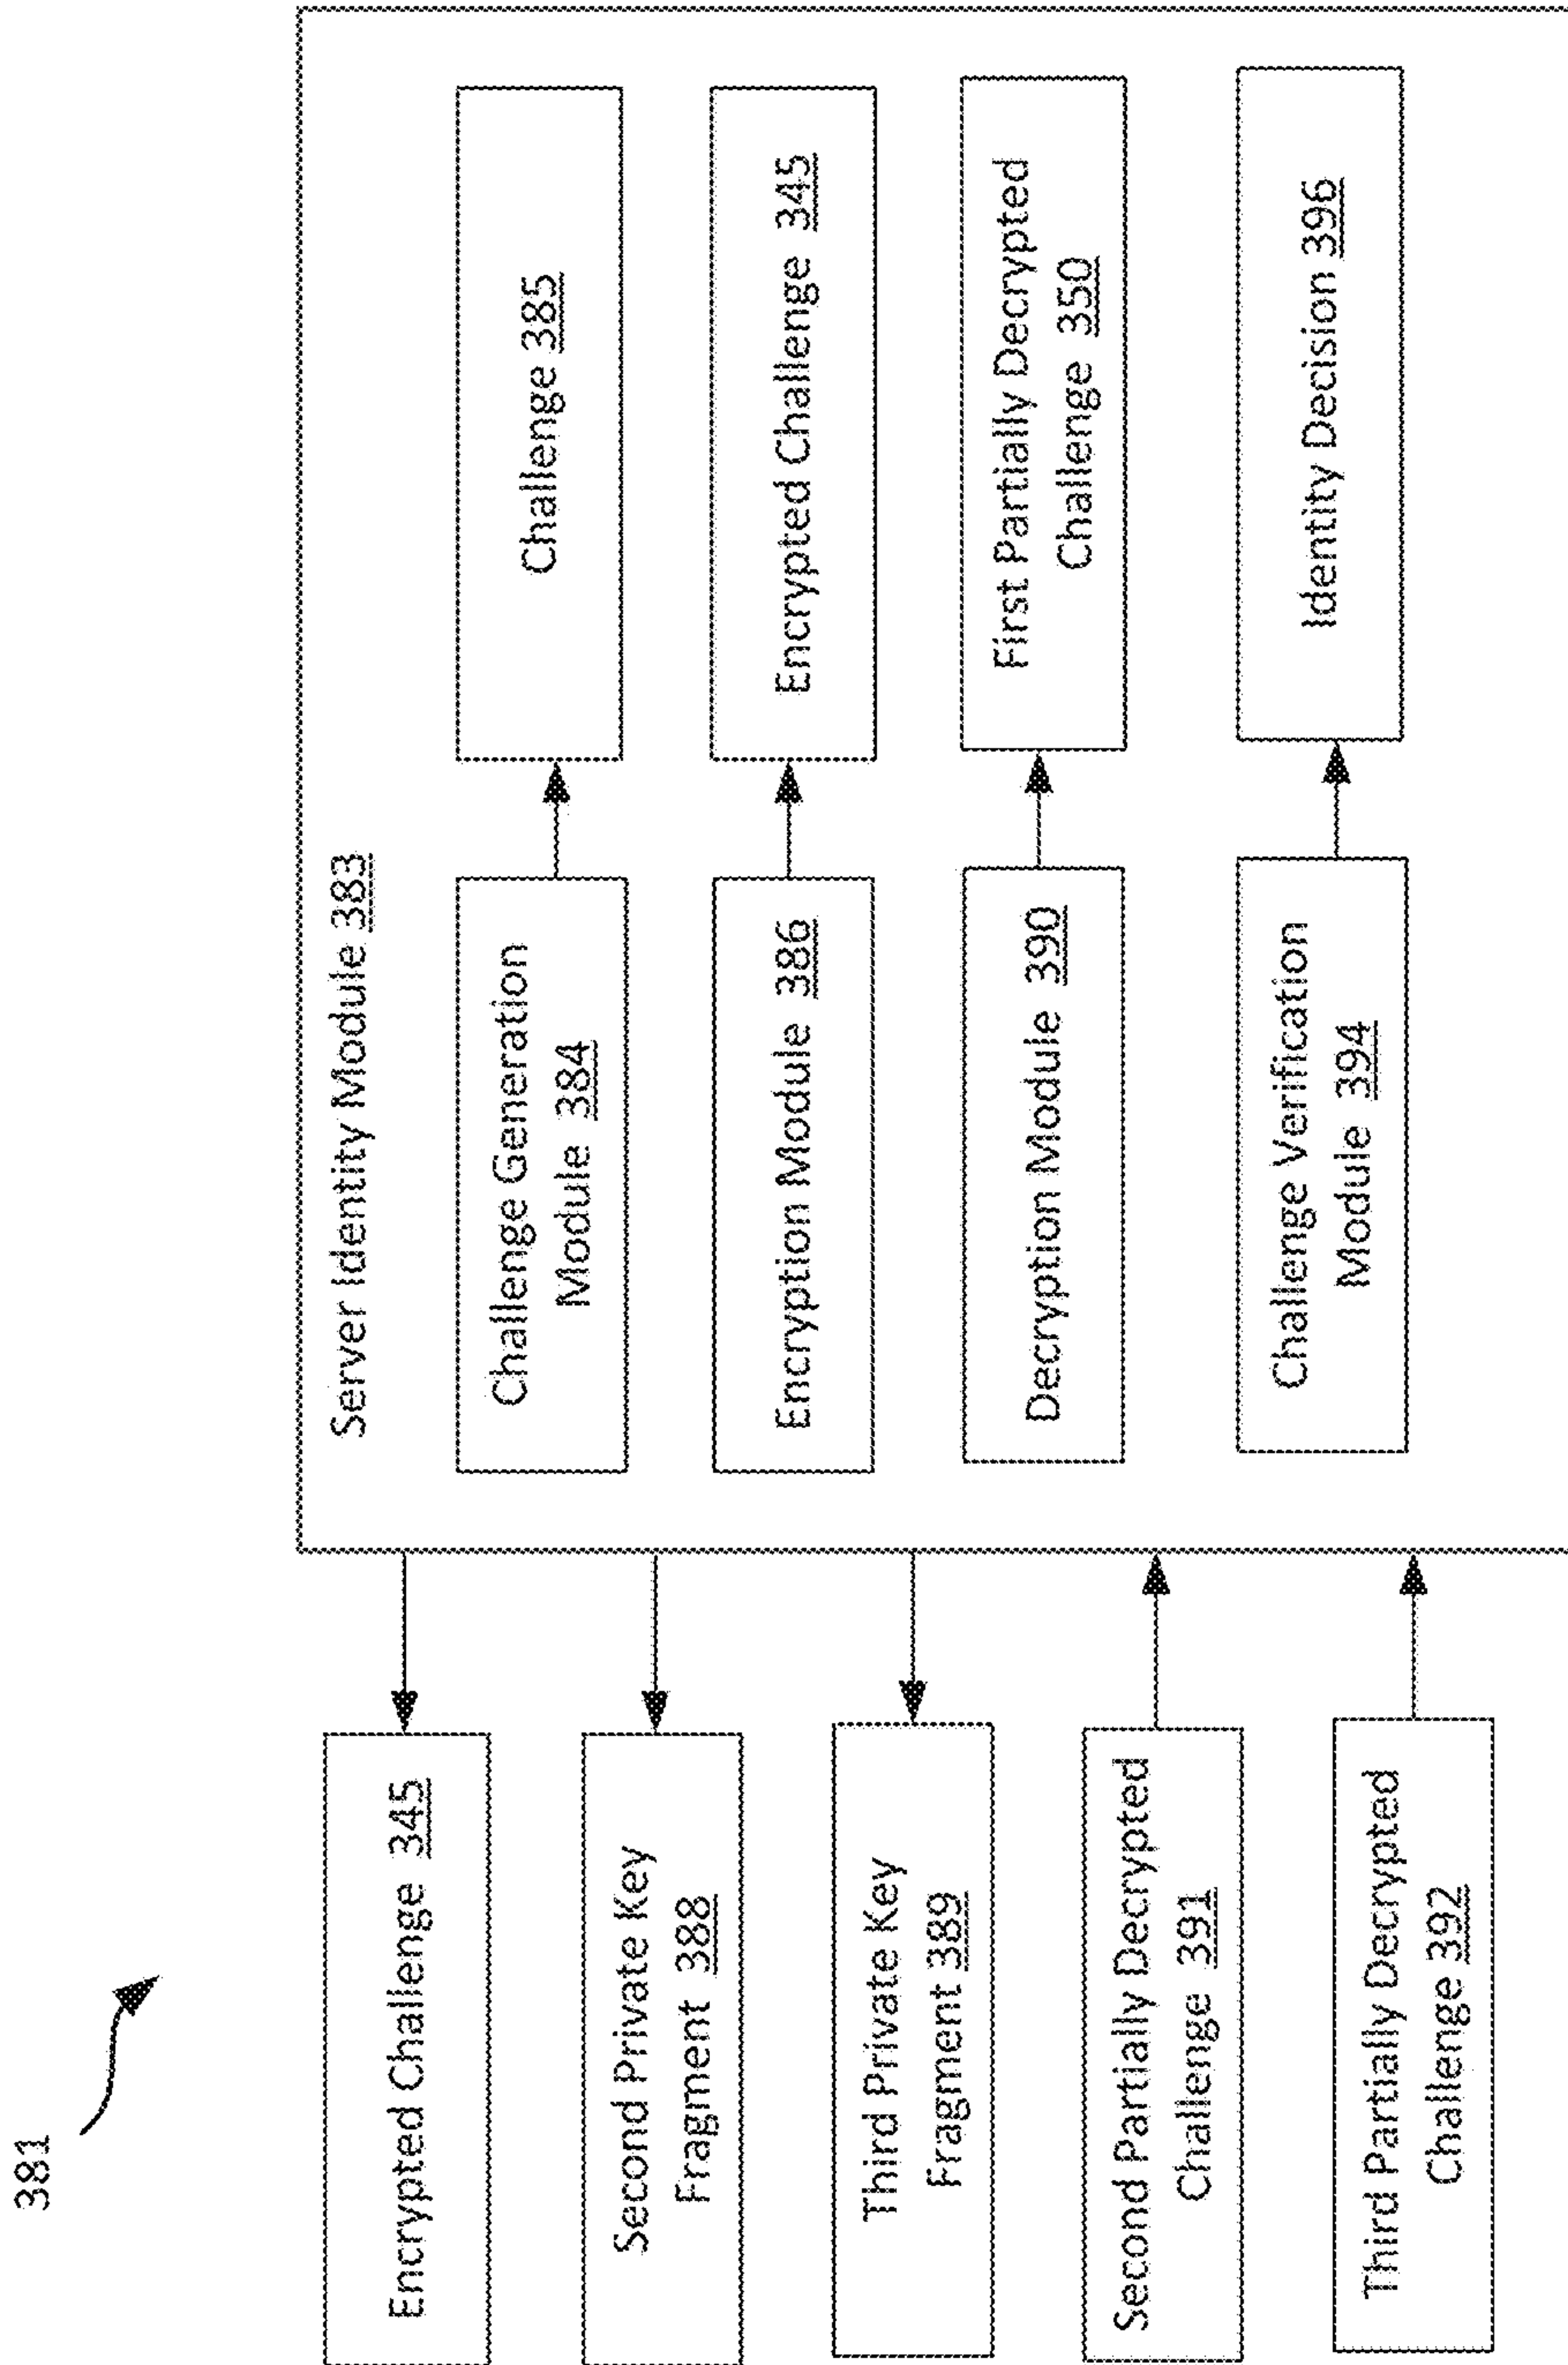 381
Encrypted Challenge 345
Second Private Key
Fragment 388
Third Private Key
Fragment 389
Second Partially Decrypted
Challenge 391
Third Partially Decrypted
Challenge 392
Server Identity Module 383
Challenge Generation
Module 384
Challenge 385
Encryption Module 386
Encrypted Challenge 345
Decryption Module 390
First Partially Decrypted
Challenge 350
Challenge Verification
Module 394
Identity Decision 396